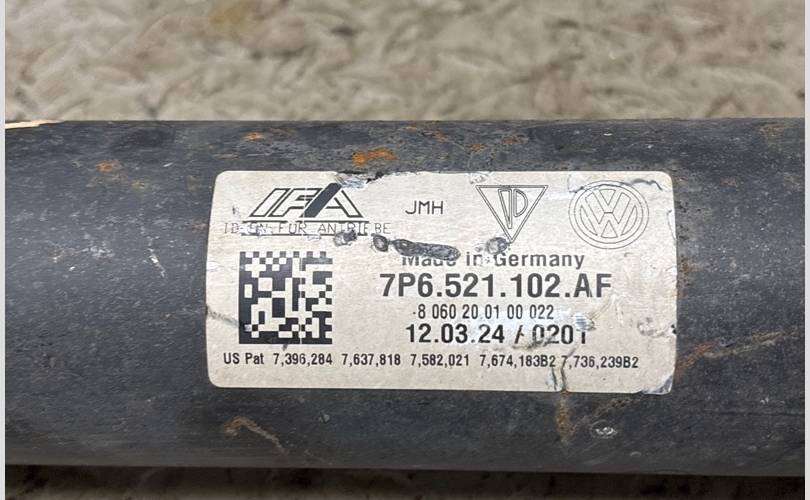 IFA
JMH
IDEEN FÜR ANTRIEBE
Made in Germany
7P6.521.102.AF
8 060 20 01 00 022
12.03.24 / 0201
US Pat 7,396,284 7,637,818 7,582,021 7,674,183B2 7,736,239B2